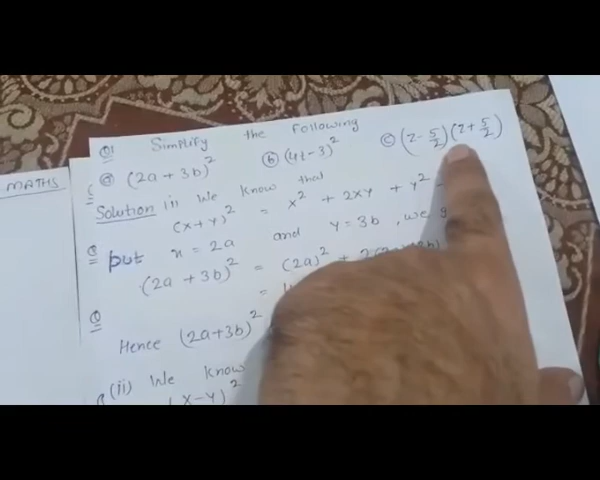 MATHS
Q1 Simplify the following
(a) (2a + 3b)² (b) (4t - 3)² (c) (z - 5/2)(z + 5/2)
Solution (i) We know that
(x + y)² = x² + 2xy + y²
put x = 2a and y = 3b, we
(2a + 3b)² = (2a)² +
=
Hence (2a+3b)²
(ii) We know
(x-y)²